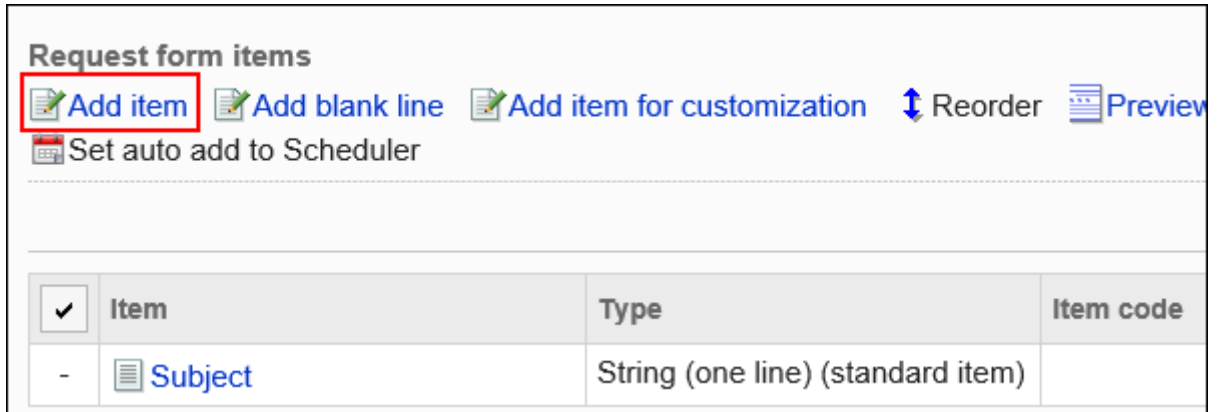 Request form items
Add item Add blank line Add item for customization Reorder Preview
Set auto add to Scheduler
Item Type Item code
- Subject String (one line) (standard item)